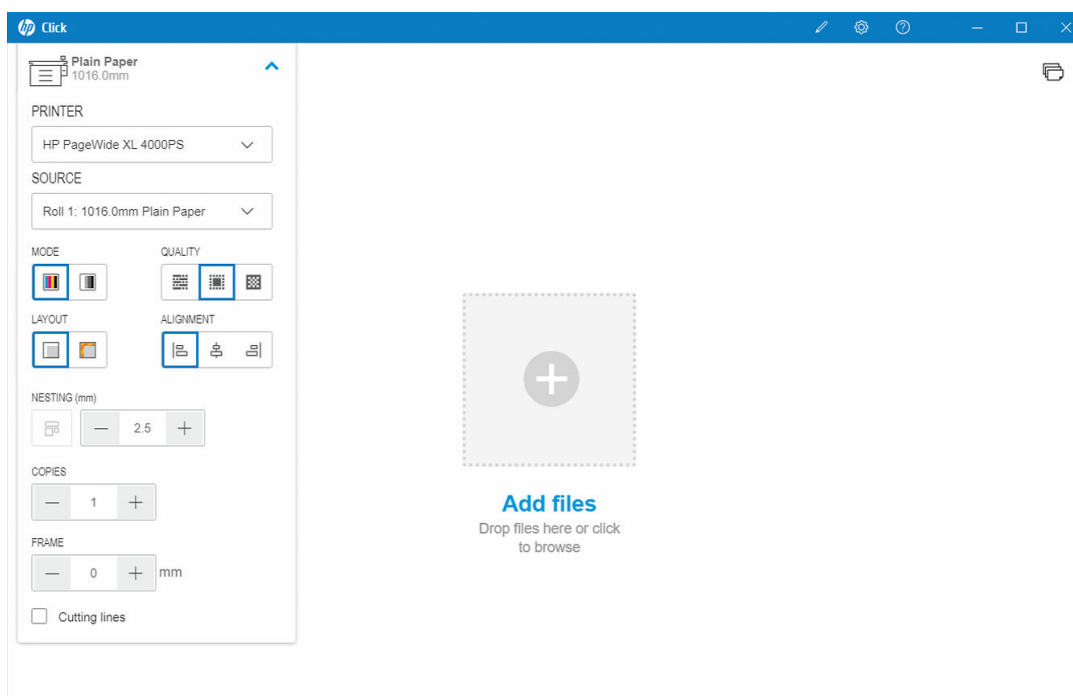 hp Click
Plain Paper
1016.0mm
PRINTER
HP PageWide XL 4000PS
SOURCE
Roll 1: 1016.0mm Plain Paper
MODE QUALITY
LAYOUT ALIGNMENT
NESTING (mm)
2.5
COPIES
1
FRAME
0 mm
Cutting lines
Add files
Drop files here or click
to browse